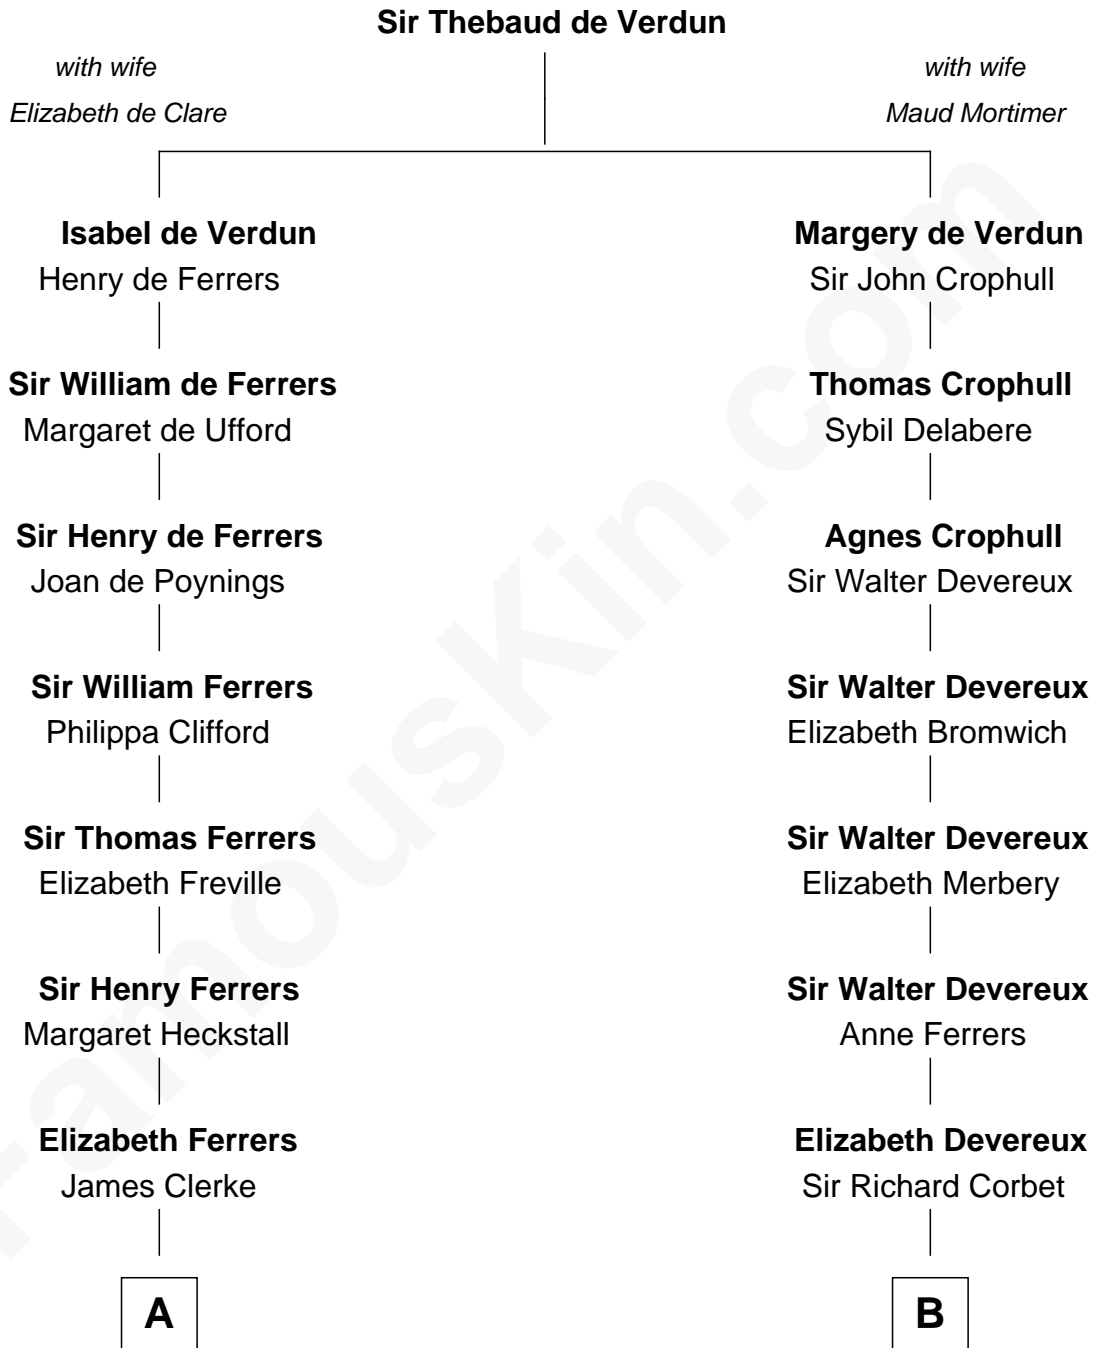 Sir Thebaud de Verdun
with wife
Elizabeth de Clare
with wife
Maud Mortimer
Isabel de Verdun
Henry de Ferrers
Margery de Verdun
Sir John Crophull
Sir William de Ferrers
Margaret de Ufford
Thomas Crophull
Sybil Delabere
Sir Henry de Ferrers
Joan de Poynings
Agnes Crophull
Sir Walter Devereux
Sir William Ferrers
Philippa Clifford
Sir Walter Devereux
Elizabeth Bromwich
Sir Thomas Ferrers
Elizabeth Freville
Sir Walter Devereux
Elizabeth Merbery
Sir Henry Ferrers
Margaret Heckstall
Sir Walter Devereux
Anne Ferrers
Elizabeth Ferrers
James Clerke
Elizabeth Devereux
Sir Richard Corbet
A
B
FamousKin.com